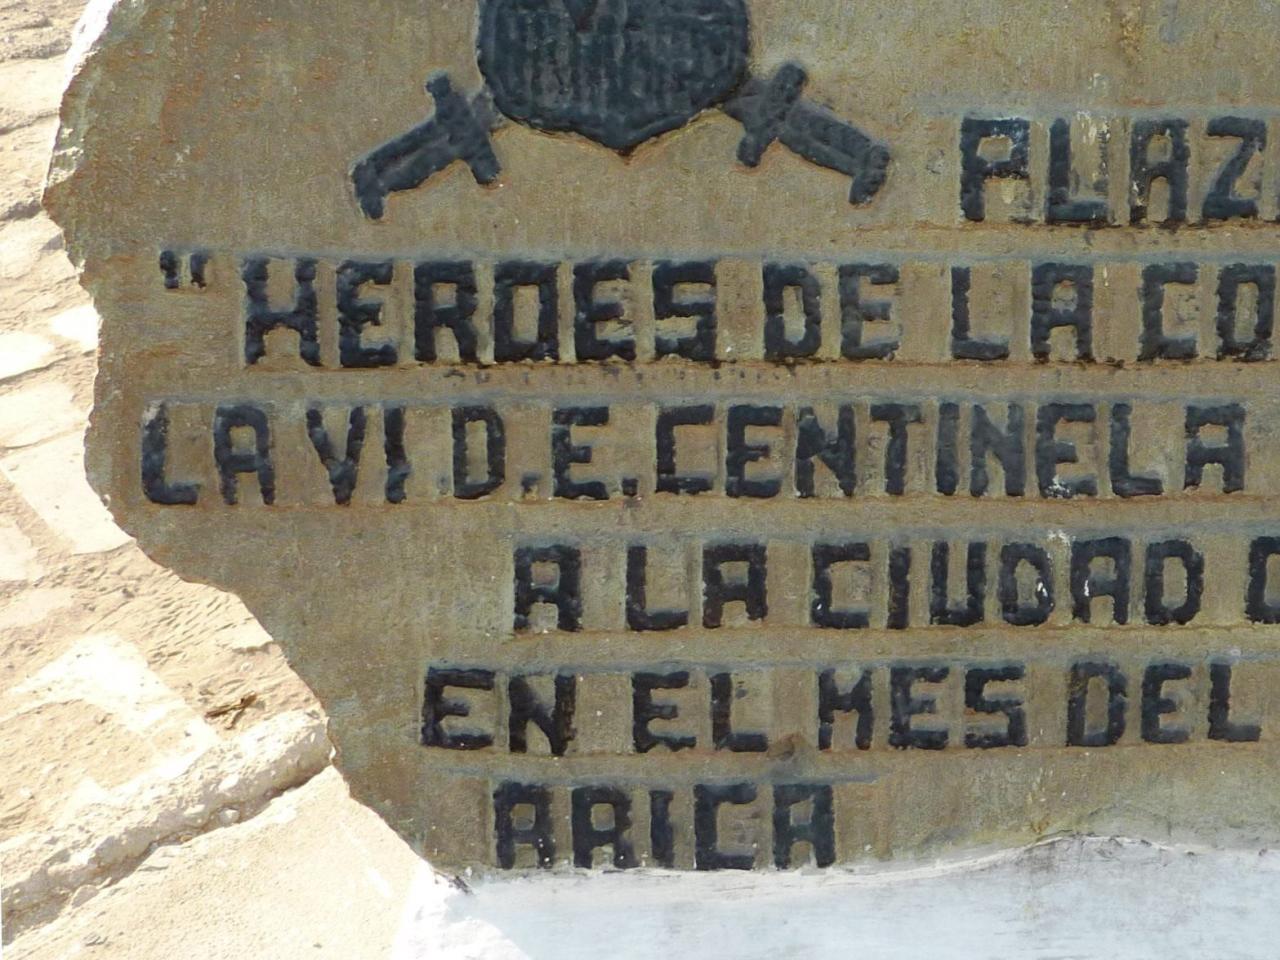 PLAZ
"HEROES DE LA CO
LA VI D.E. CENTINELA
A LA CIUDAD
EN EL MES DEL
ARICA